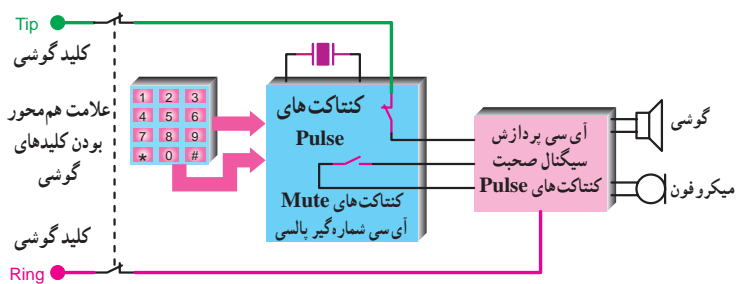 Tip
کلید گوشی
علامت هم‌محور
بودن کلیدهای
گوشی
کلید گوشی
Ring
1 2 3
4 5 6
7 8 9
* 0 #
کنتاکت‌های
Pulse
کنتاکت‌های Mute
آی‌سی شماره‌گیر پالسی
آی‌سی پردازش
سیگنال صحبت
کنتاکت‌های Pulse
گوشی
میکروفون